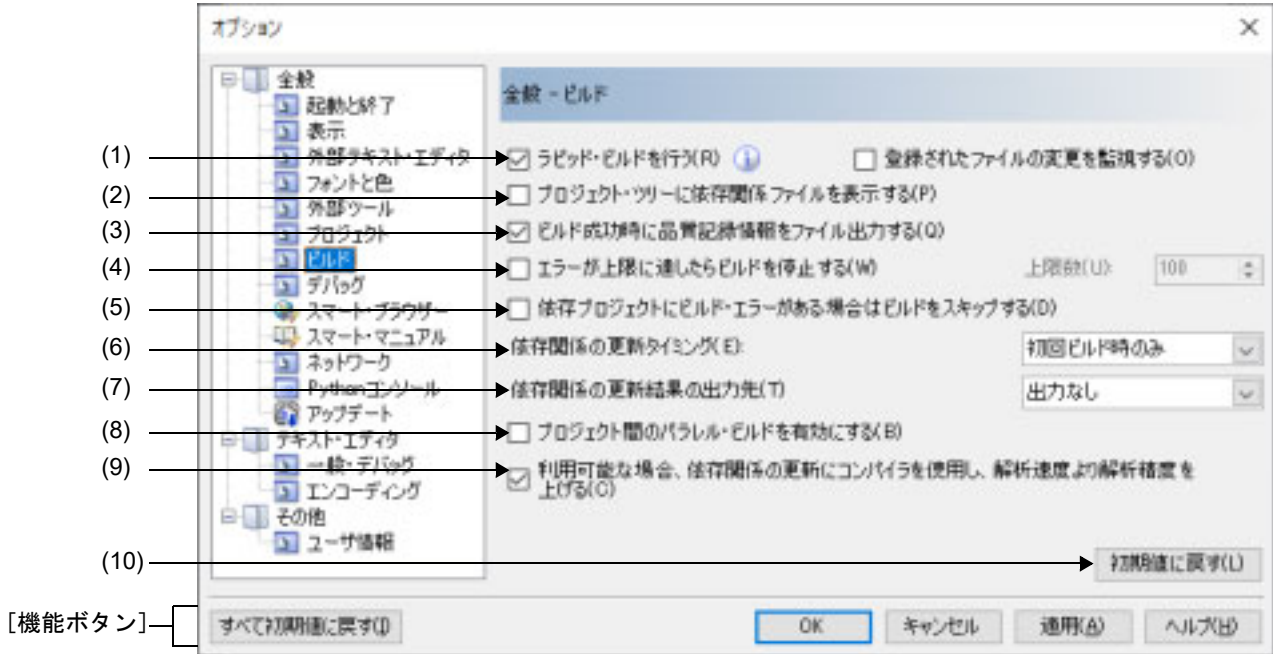 オプション
全般
起動と終了
表示
外部テキスト・エディタ
フォントと色
外部ツール
プロジェクト
ビルド
デバッグ
スマート・ブラウザー
スマート・マニュアル
ネットワーク
Pythonコンソール
アップデート
テキスト・エディタ
一般・デバッグ
エンコーディング
その他
ユーザ情報
全般 - ビルド
(1)
ラピッド・ビルドを行う(R)
登録されたファイルの変更を監視する(O)
(2)
プロジェクト・ツリーに依存関係ファイルを表示する(P)
(3)
ビルド成功時に品質記録情報をファイル出力する(Q)
(4)
エラーが上限に達したらビルドを停止する(W)
上限数(U):
100
(5)
依存プロジェクトにビルド・エラーがある場合はビルドをスキップする(D)
(6)
依存関係の更新タイミング(E):
初回ビルド時のみ
(7)
依存関係の更新結果の出力先(T)
出力なし
(8)
プロジェクト間のパラレル・ビルドを有効にする(B)
(9)
利用可能な場合、依存関係の更新にコンパイラを使用し、解析速度より解析精度を
上げる(C)
(10)
初期値に戻す(L)
[機能ボタン]
すべて初期値に戻す(I)
OK
キャンセル
適用(A)
ヘルプ(H)